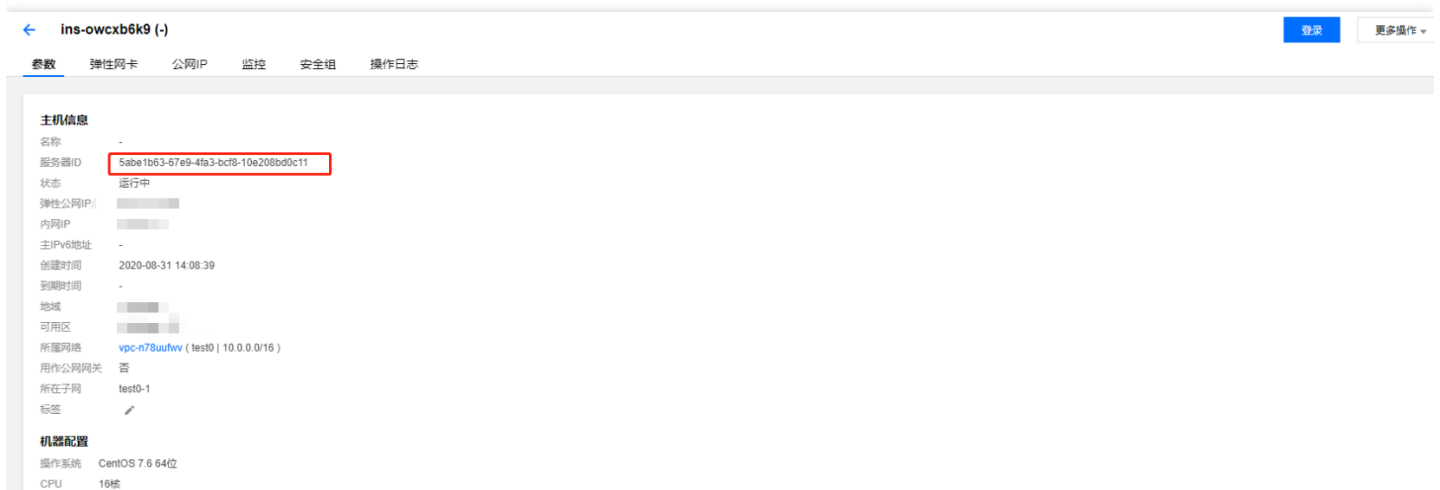 ins-owcxb6k9 (-) 登录 更多操作
参数 弹性网卡 公网IP 监控 安全组 操作日志
主机信息
名称 -
服务器ID 5abe1b63-67e9-4fa3-bcf8-10e208bd0c11
状态 运行中
弹性公网IP
内网IP
主IPv6地址 -
创建时间 2020-08-31 14:08:39
到期时间 -
地域
可用区
所属网络 vpc-n78uufwv ( test0 | 10.0.0.0/16 )
用作公网网关 否
所在子网 test0-1
标签
机器配置
操作系统 CentOS 7.6 64位
CPU 16核